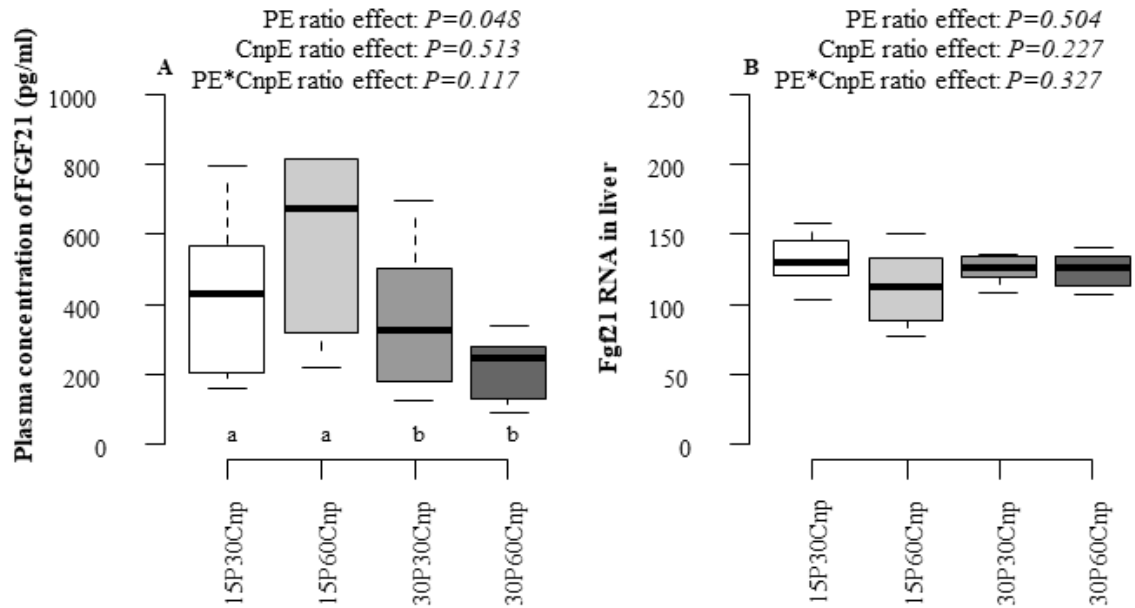 PE ratio effect: P=0.048
CnpE ratio effect: P=0.513
A
PE*CnpE ratio effect: P=0.117
Plasma concentration of FGF21 (pg/ml)
1000
800
600
400
200
0
a a b b
15P30Cnp
15P60Cnp
30P30Cnp
30P60Cnp
PE ratio effect: P=0.504
CnpE ratio effect: P=0.227
B
PE*CnpE ratio effect: P=0.327
Fgf21 RNA in liver
250
200
150
100
50
0
15P30Cnp
15P60Cnp
30P30Cnp
30P60Cnp